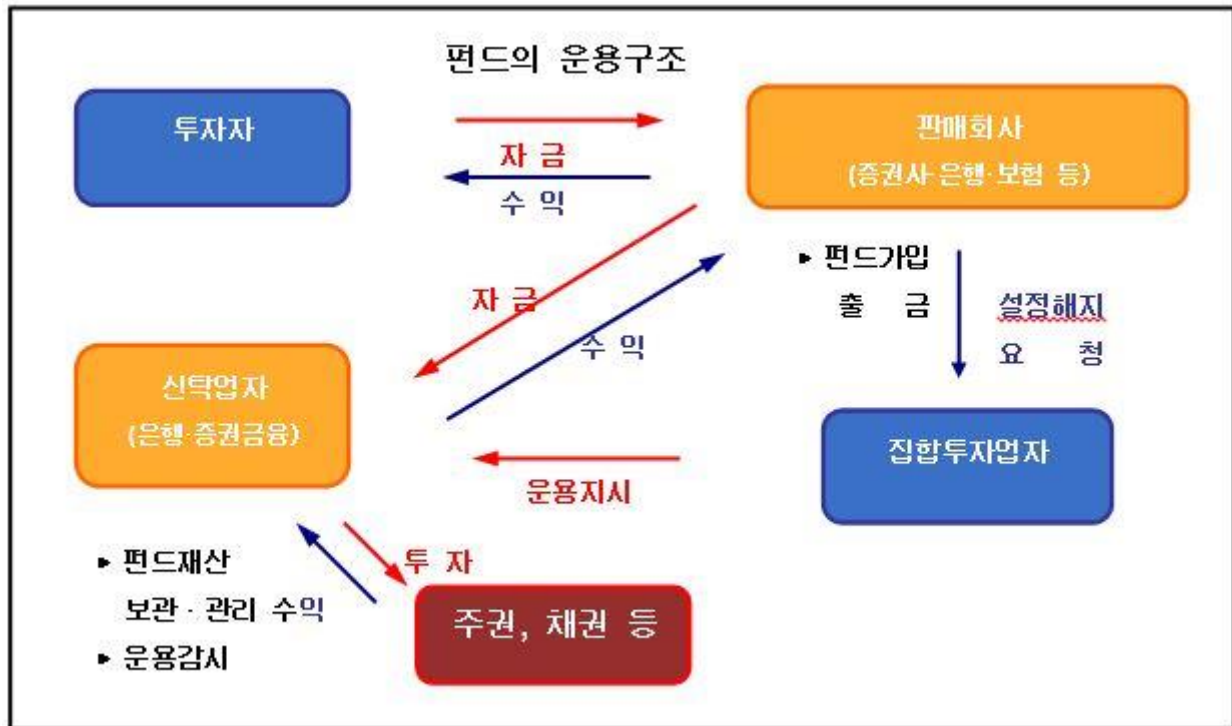 펀드의 운용구조
투자자
자 금
수 익
판매회사
(증권사·은행·보험 등)
자 금
수 익
▸ 펀드가입
출 금
설정해지
요 청
신탁업자
(은행·증권금융)
집합투자업자
운용지시
▸ 펀드재산
보관·관리 수익
▸ 운용감시
투 자
주권, 채권 등